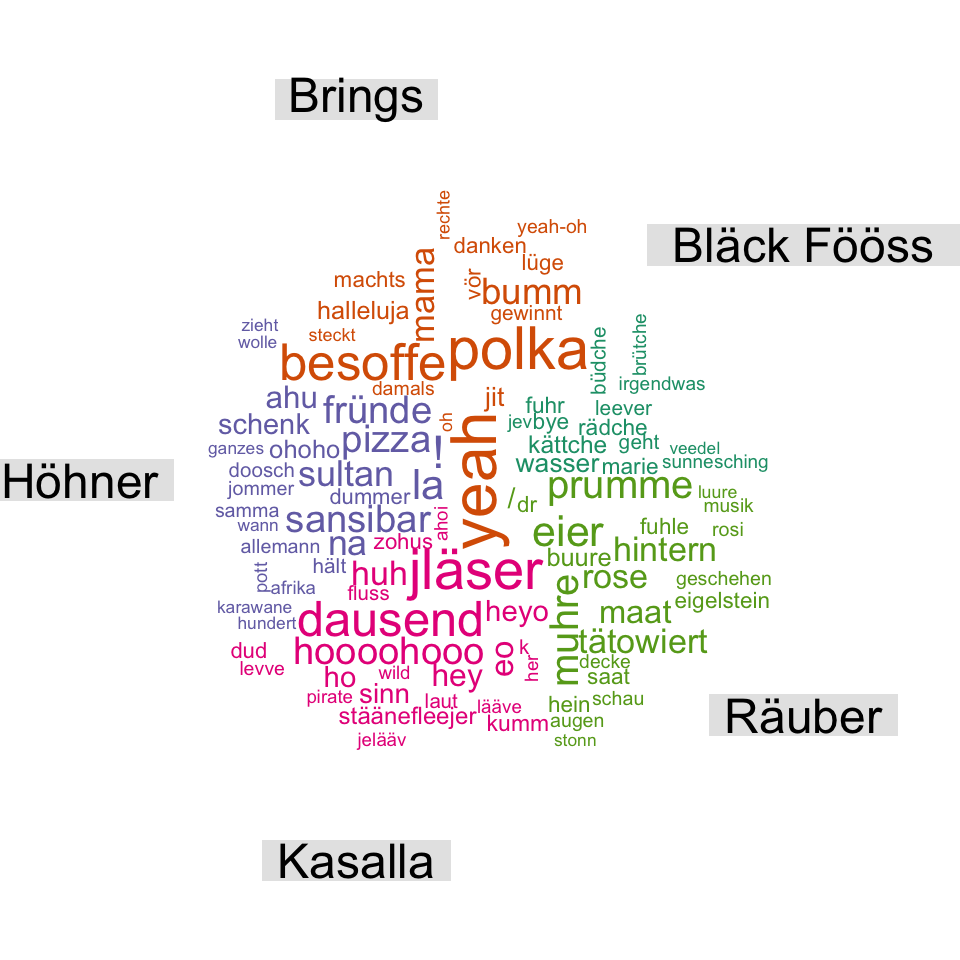 Brings
Bläck Fööss
Höhner
Räuber
Kasalla
rechte
yeah-oh
danken
lüge
machts
mama
vör
bumm
halleluja
gewinnt
zieht
wolle
steckt
polka
besoffe
damals
jit
oh
yeah
büdche
brütche
irgendwas
fuhr
leever
jev
bye
rädche
kättche
geht
veedel
wasser
marie
sunnesching
/
dr
ahu
fründe
schenk
pizza
!
ganzes
ohoho
doosch
sultan
jommer
dummer
la
samma
sansibar
wann
allemann
na
hält
pott
afrika
karawane
hundert
prumme
luure
musik
eier
fuhle
rosi
buure
hintern
rose
geschehen
muhre
maat
eigelstein
tätowiert
decke
saat
hein
schau
augen
stonn
ahoi
zohus
jläser
huh
fluss
dausend
heyo
hoooohooo
eo
k
her
dud
levve
ho
wild
hey
pirate
sinn
laut
lääve
stäänefleejer
kumm
jelääv